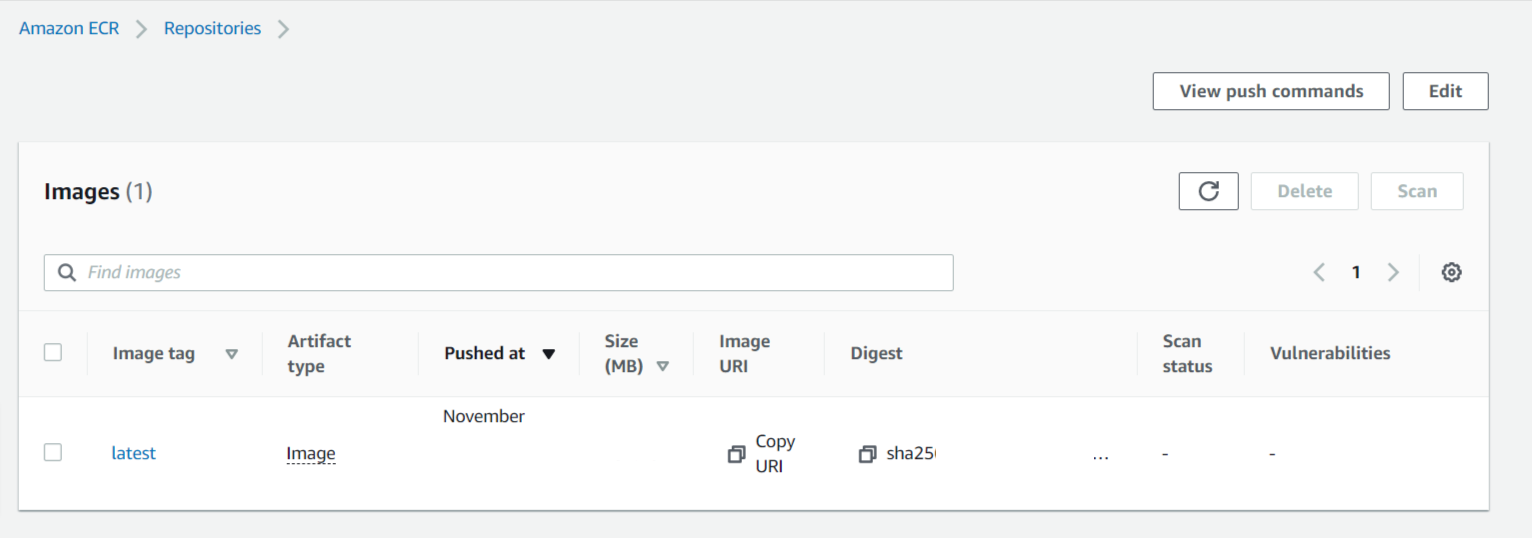 Amazon ECR > Repositories >
View push commands Edit
Images (1)
Delete Scan
Find images
1
Image tag
Artifact
type
Pushed at
Size
(MB)
Image
URI
Digest
Scan
status
Vulnerabilities
latest
Image
November
Copy
URI
sha25
...
-
-